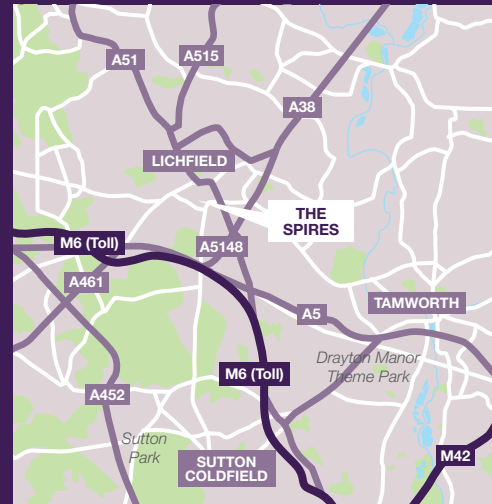 A51
A515
A38
LICHFIELD
THE
SPIRES
M6 (Toll)
A5148
A461
A5
TAMWORTH
Drayton Manor
Theme Park
M6 (Toll)
A452
Sutton
Park
SUTTON
COLDFIELD
M42